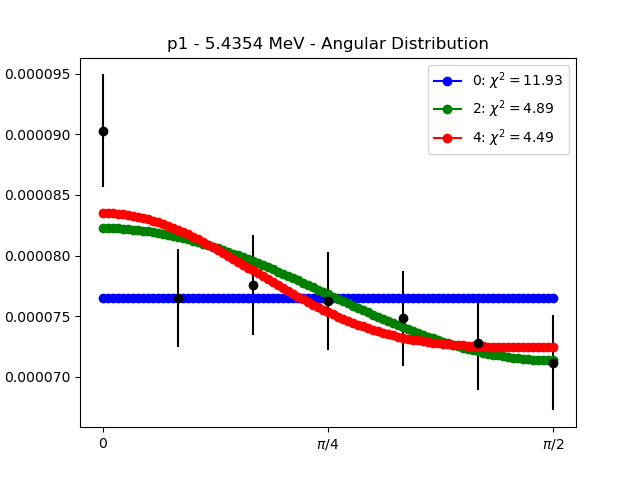 p1 - 5.4354 MeV - Angular Distribution
0.000095
0.000090
0.000085
0.000080
0.000075
0.000070
0: χ² = 11.93
2: χ² = 4.89
4: χ² = 4.49
0
π/4
π/2